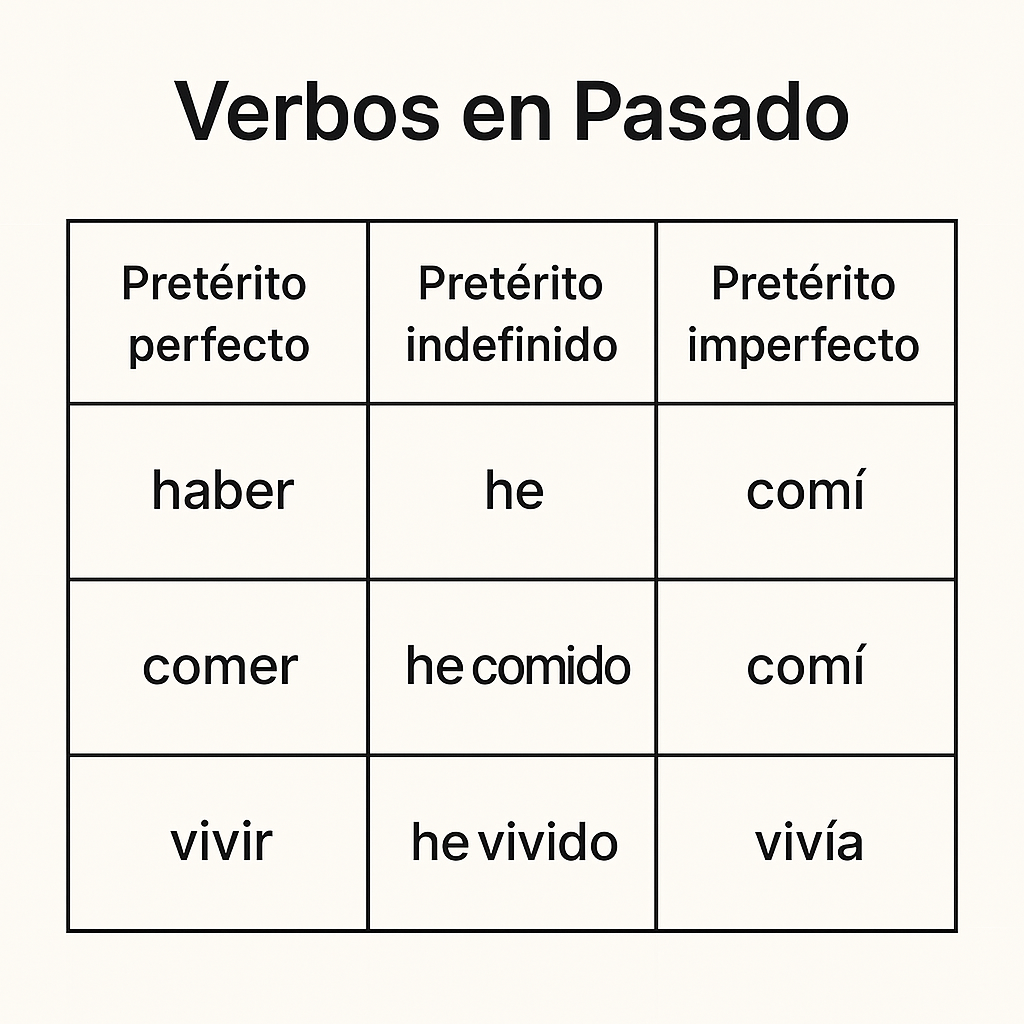 Verbos en Pasado
Pretérito perfecto
Pretérito indefinido
Pretérito imperfecto
haber
he
comí
comer
he comido
comí
vivir
he vivido
vivía